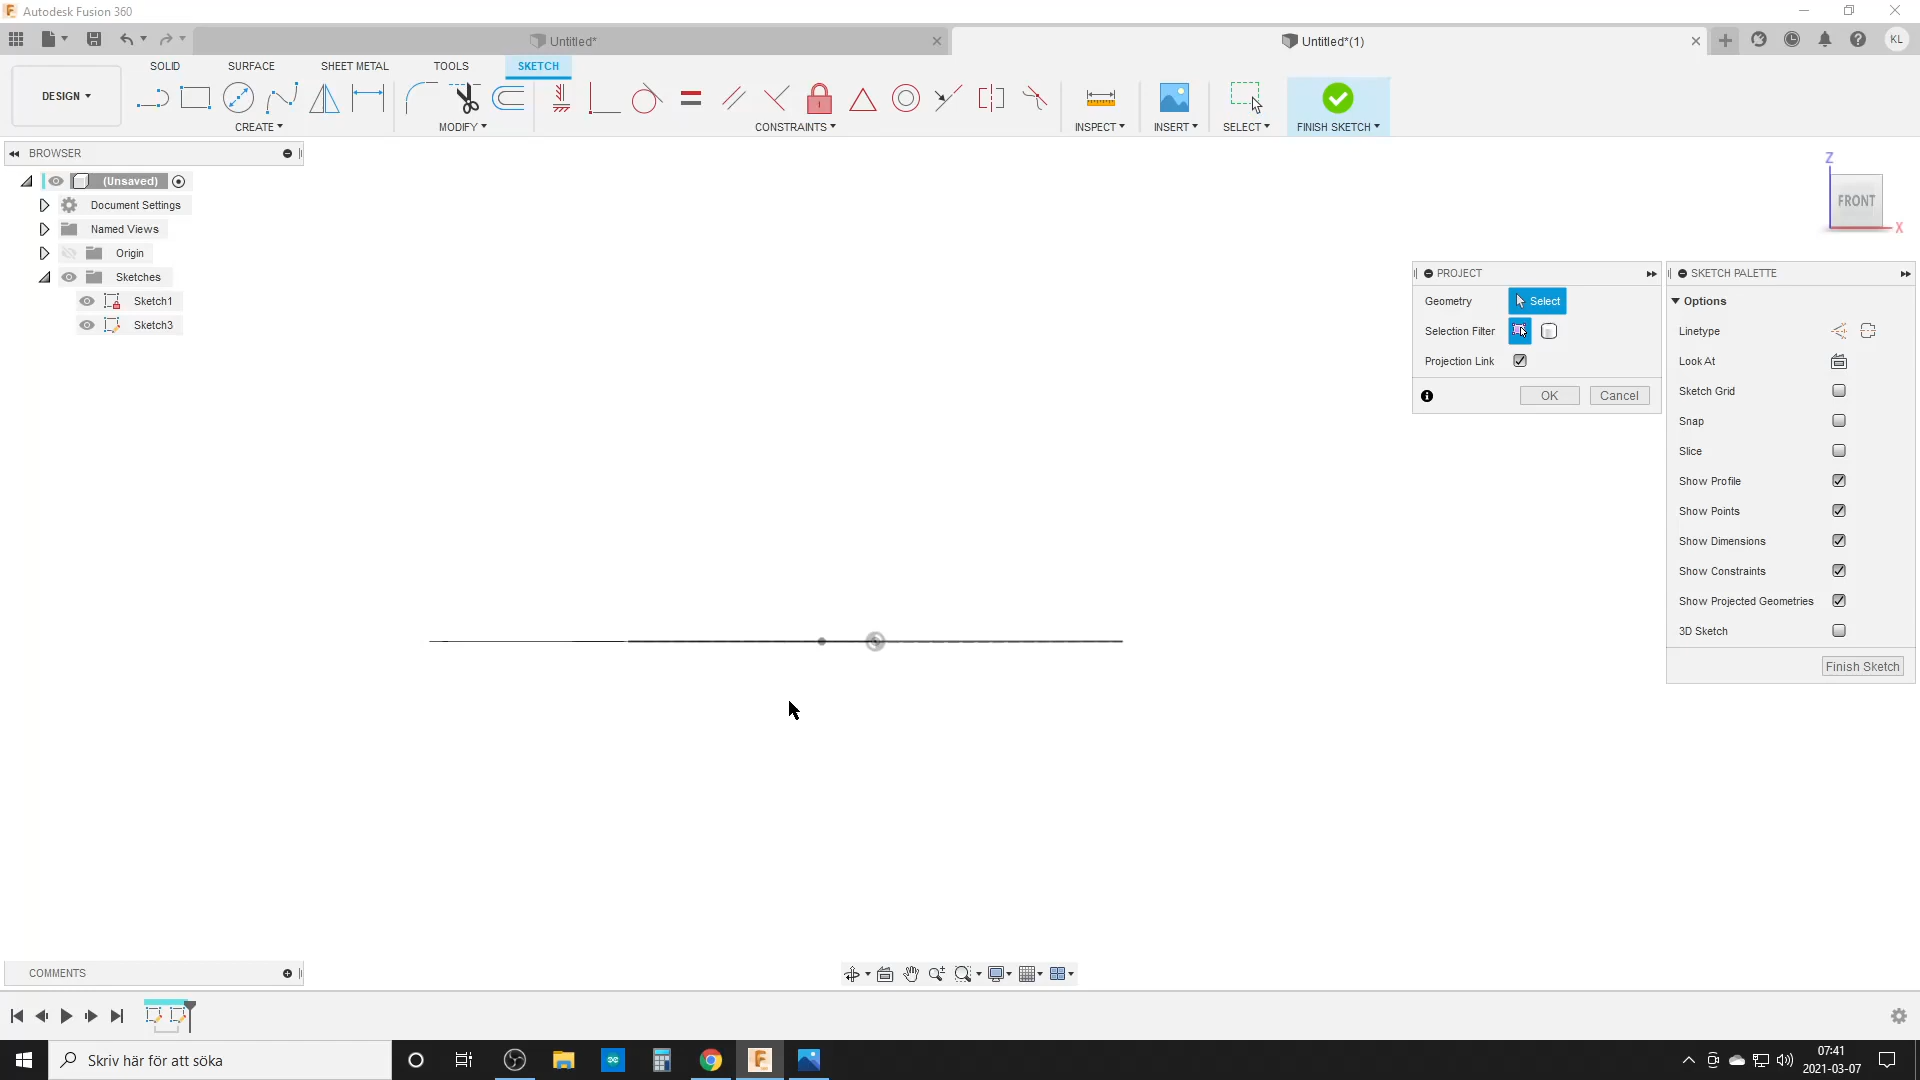 Autodesk Fusion 360
Untitled*
Untitled*(1)
KL
SOLID
SURFACE
SHEET METAL
TOOLS
SKETCH
DESIGN
CREATE
MODIFY
CONSTRAINTS
INSPECT
INSERT
SELECT
FINISH SKETCH
BROWSER
(Unsaved)
Document Settings
Named Views
Origin
Sketches
Sketch1
Sketch3
Z
FRONT
X
PROJECT
Geometry
Select
Selection Filter
Projection Link
OK
Cancel
SKETCH PALETTE
Options
Linetype
Look At
Sketch Grid
Snap
Slice
Show Profile
Show Points
Show Dimensions
Show Constraints
Show Projected Geometries
3D Sketch
Finish Sketch
COMMENTS
Skriv här för att söka
07:41
2021-03-07